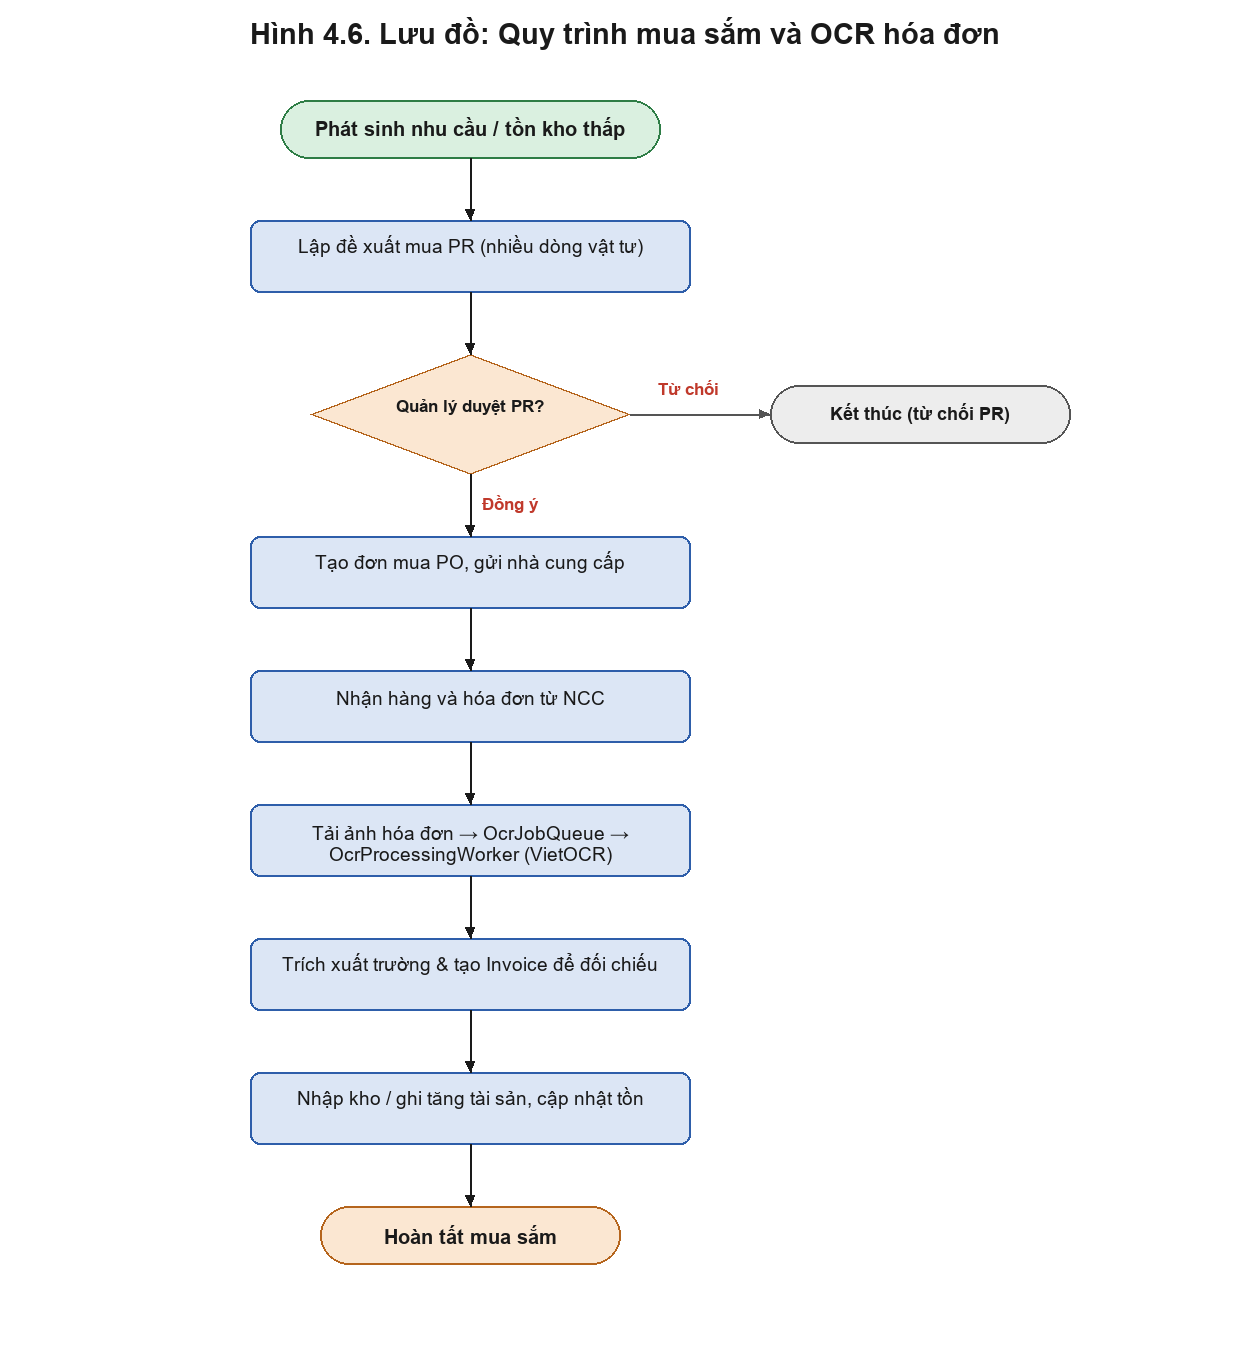 Hình 4.6. Lưu đồ: Quy trình mua sắm và OCR hóa đơn
Phát sinh nhu cầu / tồn kho thấp
Lập đề xuất mua PR (nhiều dòng vật tư)
Quản lý duyệt PR?
Từ chối
Kết thúc (từ chối PR)
Đồng ý
Tạo đơn mua PO, gửi nhà cung cấp
Nhận hàng và hóa đơn từ NCC
Tải ảnh hóa đơn → OcrJobQueue →
OcrProcessingWorker (VietOCR)
Trích xuất trường & tạo Invoice để đối chiếu
Nhập kho / ghi tăng tài sản, cập nhật tồn
Hoàn tất mua sắm